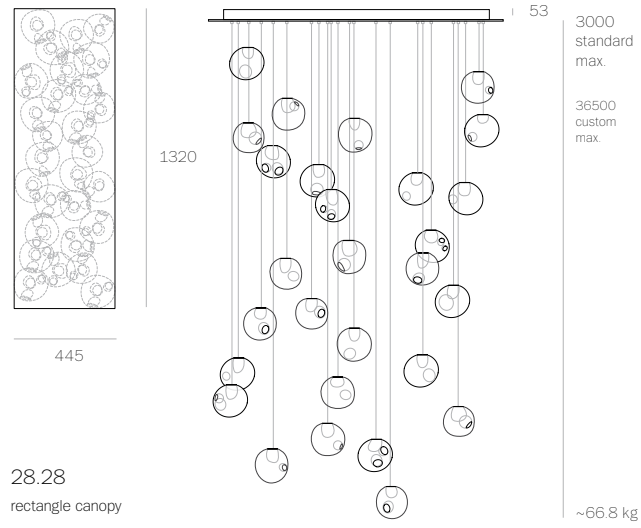 53
3000
standard
max.
36500
custom
max.
1320
445
28.28
rectangle canopy
~66.8 kg